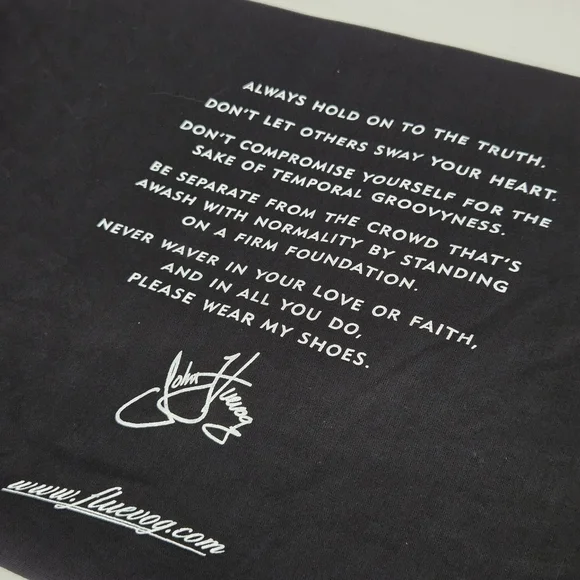 ALWAYS HOLD ON TO THE TRUTH.
DON'T LET OTHERS SWAY YOUR HEART.
DON'T COMPROMISE YOURSELF FOR THE
SAKE OF TEMPORAL GROOVYNESS.
BE SEPARATE FROM THE CROWD THAT'S
AWASH WITH NORMALITY BY STANDING
ON A FIRM FOUNDATION.
NEVER WAVER IN YOUR LOVE OR FAITH,
AND IN ALL YOU DO,
PLEASE WEAR MY SHOES.
John Fluevog
www.fluevog.com